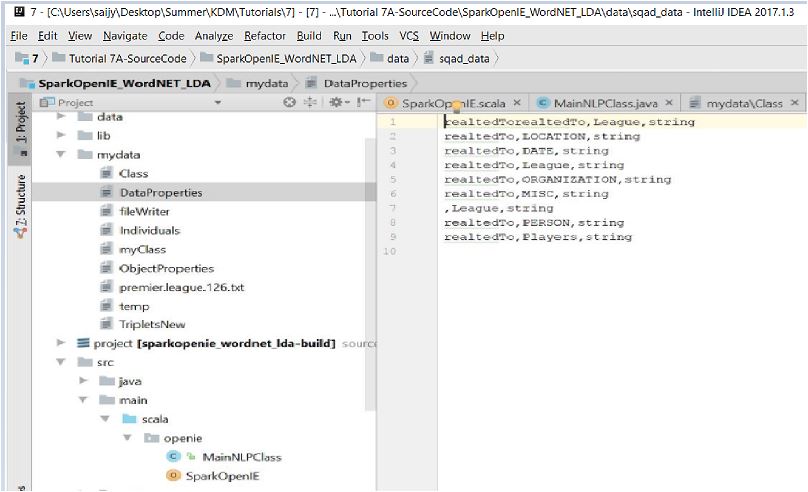 7 - [C:\Users\saijy\Desktop\Summer\KDM\Tutorials\7] - [7] - ...\Tutorial 7A-SourceCode\SparkOpenIE_WordNET_LDA\data\sqad_data - IntelliJ IDEA 2017.1.3
File Edit View Navigate Code Analyze Refactor Build Run Tools VCS Window Help
7 Tutorial 7A-SourceCode SparkOpenIE_WordNET_LDA data sqad_data
SparkOpenIE_WordNET_LDA mydata DataProperties
1: Project
7: Structure
Project
data
lib
mydata
Class
DataProperties
fileWriter
Individuals
myClass
ObjectProperties
premier.league.126.txt
temp
TripletsNew
project [sparkopenie_wordnet_lda-build] source
src
java
main
scala
openie
MainNLPClass
SparkOpenIE
SparkOpenIE.scala MainNLPClass.java mydata\Class
1 realtedTorealtedTo,League,string
2 realtedTo,LOCATION,string
3 realtedTo,DATE,string
4 realtedTo,League,string
5 realtedTo,ORGANIZATION,string
6 realtedTo,MISC,string
7 ,League,string
8 realtedTo,PERSON,string
9 realtedTo,Players,string
10